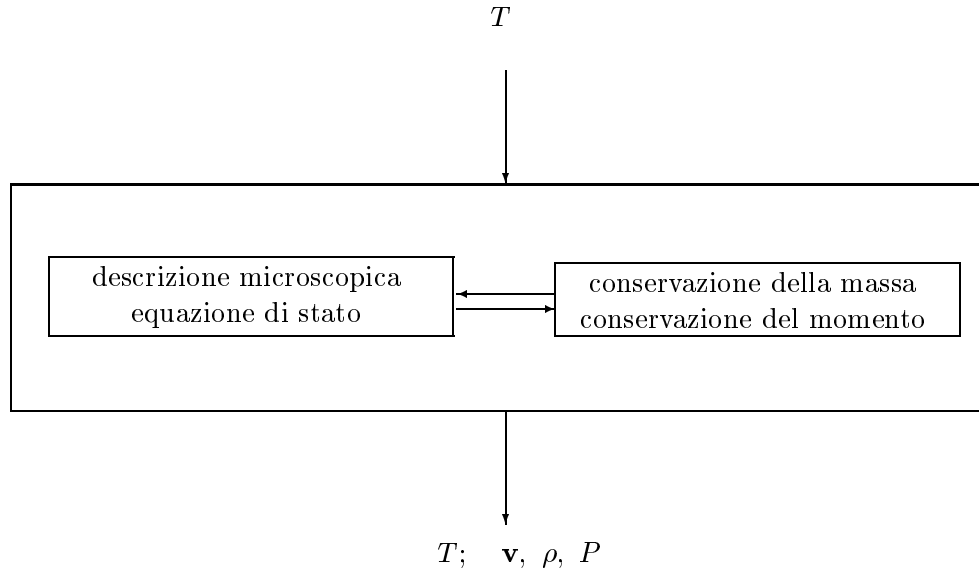 T
descrizione microscopica
equazione di stato
conservazione della massa
conservazione del momento
T; v, ρ, P